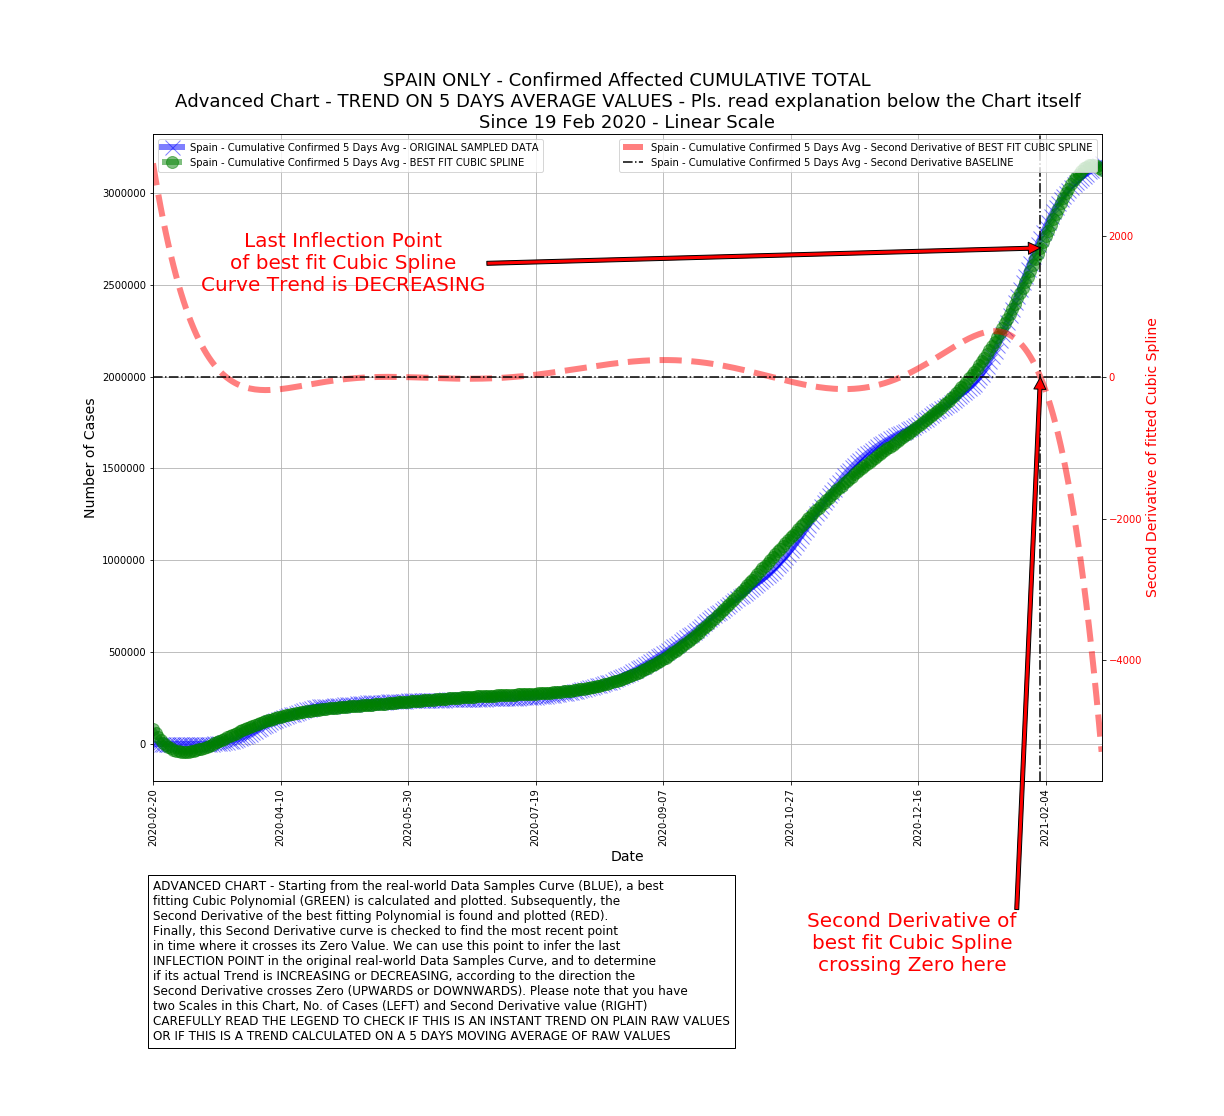 SPAIN ONLY - Confirmed Affected CUMULATIVE TOTAL
Advanced Chart - TREND ON 5 DAYS AVERAGE VALUES - Pls. read explanation below the Chart itself
Since 19 Feb 2020 - Linear Scale
Spain - Cumulative Confirmed 5 Days Avg - ORIGINAL SAMPLED DATA
Spain - Cumulative Confirmed 5 Days Avg - BEST FIT CUBIC SPLINE
Spain - Cumulative Confirmed 5 Days Avg - Second Derivative of BEST FIT CUBIC SPLINE
Spain - Cumulative Confirmed 5 Days Avg - Second Derivative BASELINE
Last Inflection Point
of best fit Cubic Spline
Curve Trend is DECREASING
Number of Cases
3000000
2500000
2000000
1500000
1000000
500000
0
2000
0
−2000
−4000
Second Derivative of fitted Cubic Spline
2020-02-20
2020-04-10
2020-05-30
2020-07-19
2020-09-07
2020-10-27
2020-12-16
2021-02-04
Date
Second Derivative of
best fit Cubic Spline
crossing Zero here
ADVANCED CHART - Starting from the real-world Data Samples Curve (BLUE), a best
fitting Cubic Polynomial (GREEN) is calculated and plotted. Subsequently, the
Second Derivative of the best fitting Polynomial is found and plotted (RED).
Finally, this Second Derivative curve is checked to find the most recent point
in time where it crosses its Zero Value. We can use this point to infer the last
INFLECTION POINT in the original real-world Data Samples Curve, and to determine
if its actual Trend is INCREASING or DECREASING, according to the direction the
Second Derivative crosses Zero (UPWARDS or DOWNWARDS). Please note that you have
two Scales in this Chart, No. of Cases (LEFT) and Second Derivative value (RIGHT)
CAREFULLY READ THE LEGEND TO CHECK IF THIS IS AN INSTANT TREND ON PLAIN RAW VALUES
OR IF THIS IS A TREND CALCULATED ON A 5 DAYS MOVING AVERAGE OF RAW VALUES